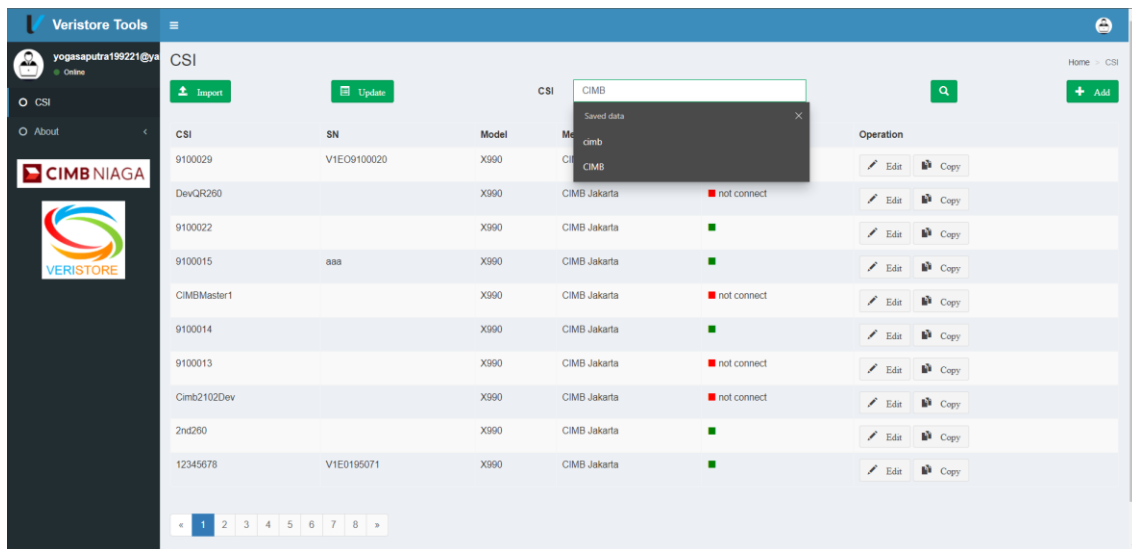 Veristore Tools
yogasaputra199221@ya
Online
CSI
About
CIMB NIAGA
VERISTORE
CSI
Home > CSI
Import Update CSI CIMB Add
Saved data
cimb
CIMB
CSI SN Model Me Operation
9100029 V1EO9100020 X990 CI Edit Copy
DevQR260 X990 CIMB Jakarta not connect Edit Copy
9100022 X990 CIMB Jakarta Edit Copy
9100015 aaa X990 CIMB Jakarta Edit Copy
CIMBMaster1 X990 CIMB Jakarta not connect Edit Copy
9100014 X990 CIMB Jakarta Edit Copy
9100013 X990 CIMB Jakarta not connect Edit Copy
Cimb2102Dev X990 CIMB Jakarta not connect Edit Copy
2nd260 X990 CIMB Jakarta Edit Copy
12345678 V1E0195071 X990 CIMB Jakarta Edit Copy
« 1 2 3 4 5 6 7 8 »